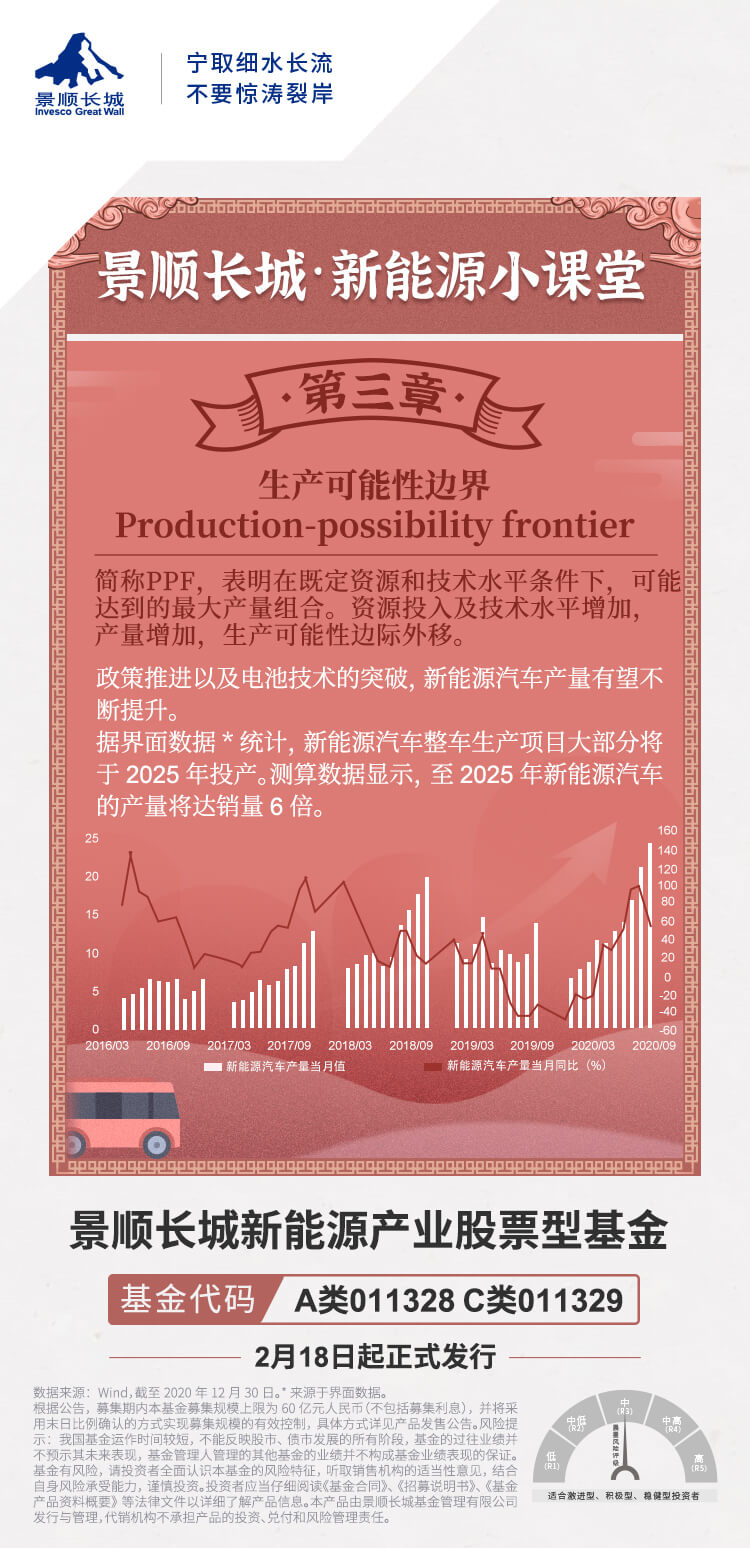 宁取细水长流
不要惊涛裂岸
景顺长城
Invesco Great Wall
景顺长城·新能源小课堂
·第三章·
生产可能性边界
Production-possibility frontier
简称PPF，表明在既定资源和技术水平条件下，可能
达到的最大产量组合。资源投入及技术水平增加，
产量增加，生产可能性边际外移。
政策推进以及电池技术的突破，新能源汽车产量有望不
断提升。
据界面数据*统计，新能源汽车整车生产项目大部分将
于 2025 年投产。测算数据显示，至 2025 年新能源汽车
的产量将达销量 6 倍。
25
20
15
10
5
0
160
140
120
100
80
60
40
20
0
-20
-40
-60
2016/03 2016/09 2017/03 2017/09 2018/03 2018/09 2019/03 2019/09 2020/03 2020/09
新能源汽车产量当月值 新能源汽车产量当月同比（%）
景顺长城新能源产业股票型基金
基金代码 A类011328 C类011329
2月18日起正式发行
数据来源：Wind，截至 2020 年 12 月 30 日。*来源于界面数据。
根据公告，募集期内本基金募集规模上限为 60 亿元人民币（不包括募集利息），并将采
用末日比例确认的方式实现募集规模的有效控制，具体方式详见产品发售公告。风险提
示：我国基金运作时间较短，不能反映股市、债市发展的所有阶段，基金的过往业绩并
不预示其未来表现，基金管理人管理的其他基金的业绩并不构成基金业绩表现的保证。
基金有风险，请投资者全面认识本基金的风险特征，听取销售机构的适当性意见，结合
自身风险承受能力，谨慎投资。投资者应当仔细阅读《基金合同》、《招募说明书》、《基金
产品资料概要》等法律文件以详细了解产品信息。本产品由景顺长城基金管理有限公司
发行与管理，代销机构不承担产品的投资、兑付和风险管理责任。
低
(R1)
中低
(R2)
中
(R3)
中高
(R4)
高
(R5)
景顺风险评级
适合激进型、积极型、稳健型投资者